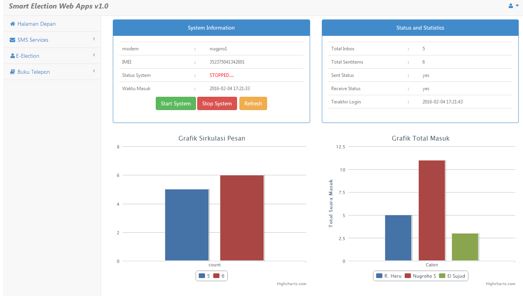 Smart Election Web Apps v1.0
Halaman Depan
SMS Services
E-Election
Buku Telepon
System Information
modem : nugros1
IMEI : 352375041342801
Status System : STOPPED....
Waktu Masuk : 2016-02-04 17:21:33
Start System Stop System Refresh
Status and Statistics
Total Inbox : 5
Total Sentitems : 6
Sent Status : yes
Receive Status : yes
Terakhir Login : 2016-02-04 17:21:43
Grafik Sirkulasi Pesan
8
6
4
2
0
count
5 6
Highcharts.com
Grafik Total Masuk
Total Suara Masuk
12.5
10
7.5
5
2.5
0
Calon
R. Heru Nugroho S El Sujud
Highcharts.com